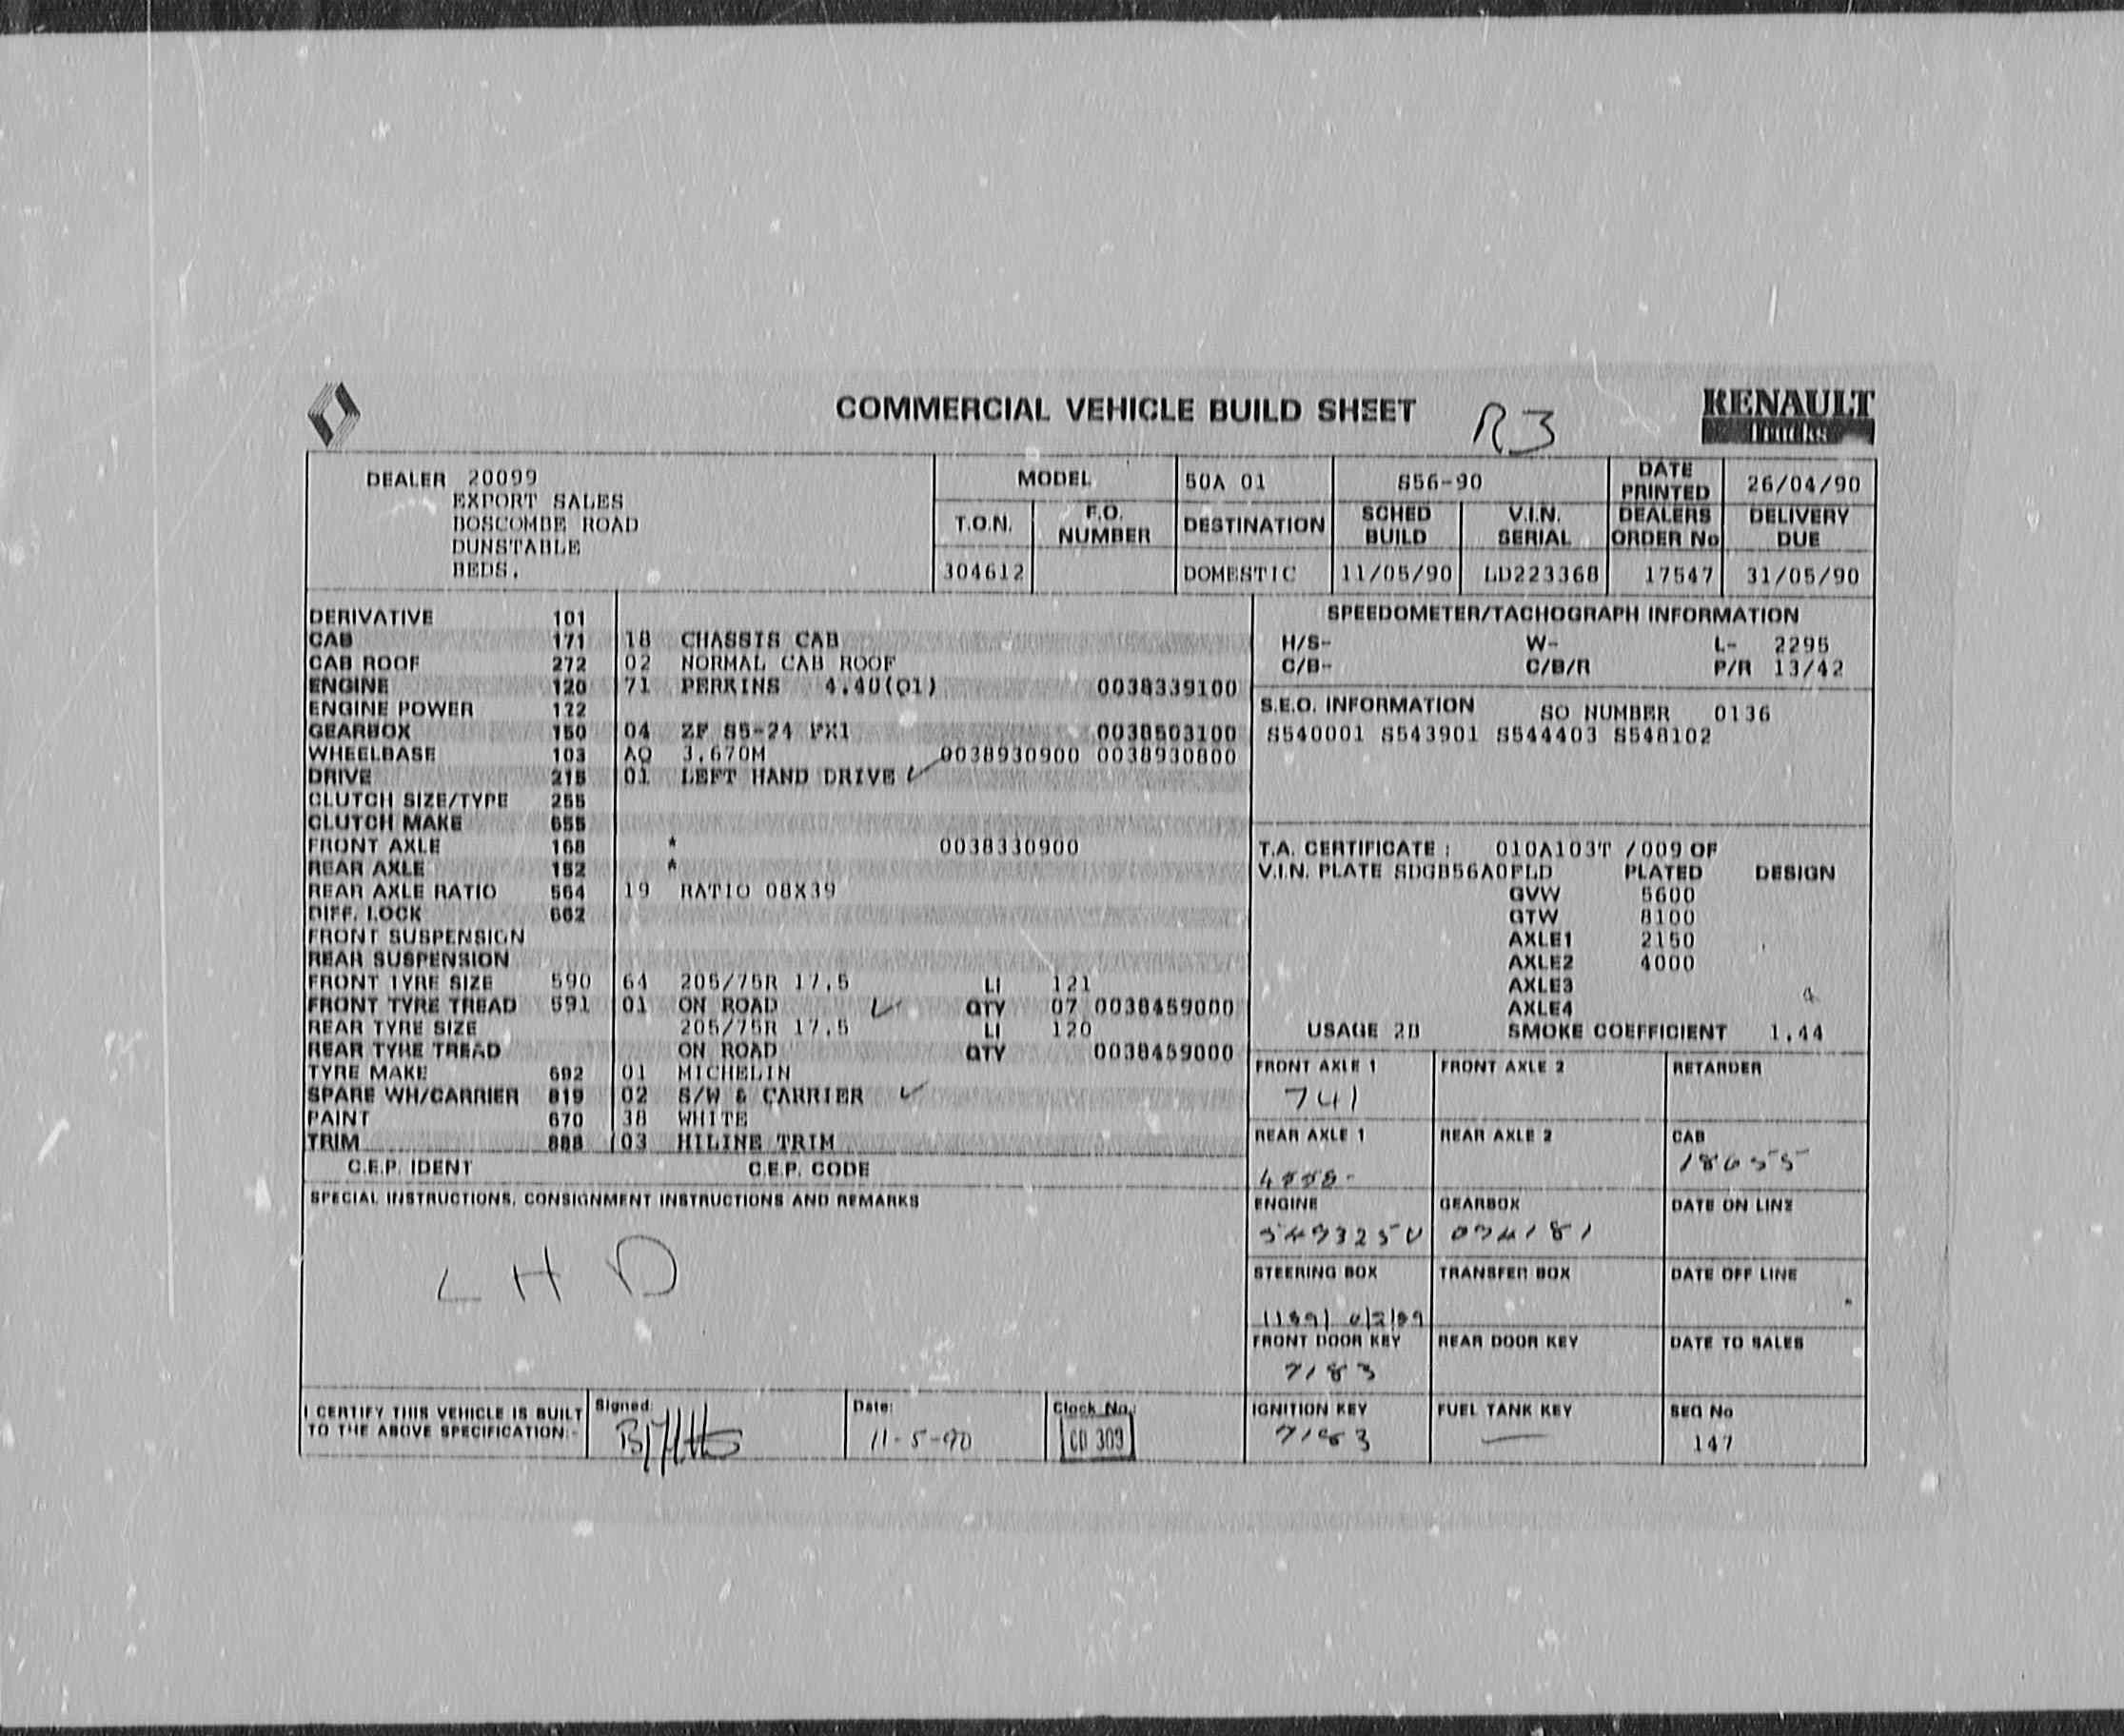 COMMERCIAL VEHICLE BUILD SHEET R3
RENAULT
Trucks
DEALER 20099
EXPORT SALES
BOSCOMBE ROAD
DUNSTABLE
BEDS.
MODEL 50A 01 S56-90 DATE PRINTED 26/04/90
T.O.N. F.O. NUMBER DESTINATION SCHED BUILD V.I.N. SERIAL DEALERS ORDER No DELIVERY DUE
304612 DOMESTIC 11/05/90 LD223368 17547 31/05/90
DERIVATIVE 101
CAB 171 18 CHASSIS CAB
CAB ROOF 272 02 NORMAL CAB ROOF
ENGINE 120 71 PERKINS 4.40(Q1) 0038339100
ENGINE POWER 122
GEARBOX 150 04 ZF S5-24 PX1 0038503100
WHEELBASE 103 AQ 3.670M 0038930900 0038930800
DRIVE 215 01 LEFT HAND DRIVE ✓
CLUTCH SIZE/TYPE 255
CLUTCH MAKE 655
FRONT AXLE 168 * 0038330900
REAR AXLE 152 *
REAR AXLE RATIO 564 19 RATIO 08X39
DIFF. LOCK 662
FRONT SUSPENSION
REAR SUSPENSION
FRONT TYRE SIZE 590 64 205/75R 17.5 LI 121
FRONT TYRE TREAD 591 01 ON ROAD ✓ QTY 07 0038459000
REAR TYRE SIZE 205/75R 17.5 LI 120
REAR TYRE TREAD ON ROAD QTY 0038459000
TYRE MAKE 692 01 MICHELIN
SPARE WH/CARRIER 819 02 S/W & CARRIER ✓
PAINT 670 38 WHITE
TRIM 888 03 HILINE TRIM
C.E.P. IDENT C.E.P. CODE
SPECIAL INSTRUCTIONS, CONSIGNMENT INSTRUCTIONS AND REMARKS
LHD
SPEEDOMETER/TACHOGRAPH INFORMATION
H/S- W- L- 2295
C/B- C/B/R P/R 13/42
S.E.O. INFORMATION SO NUMBER 0136
S540001 S543901 S544403 S548102
T.A. CERTIFICATE : 010A103T /009 OF
V.I.N. PLATE SDGB56A0FLD PLATED DESIGN
GVW 5600
GTW 8100
AXLE1 2150
AXLE2 4000
AXLE3
AXLE4
USAGE 2B SMOKE COEFFICIENT 1.44
FRONT AXLE 1 FRONT AXLE 2 RETARDER
741
REAR AXLE 1 REAR AXLE 2 CAB
18655
ENGINE GEARBOX DATE ON LINE
STEERING BOX TRANSFER BOX DATE OFF LINE
FRONT DOOR KEY REAR DOOR KEY DATE TO SALES
7183
IGNITION KEY FUEL TANK KEY SEQ No
7183 — 147
I CERTIFY THIS VEHICLE IS BUILT
TO THE ABOVE SPECIFICATION:-
Signed:
Date:
11-5-90
Clock No.:
CD 309